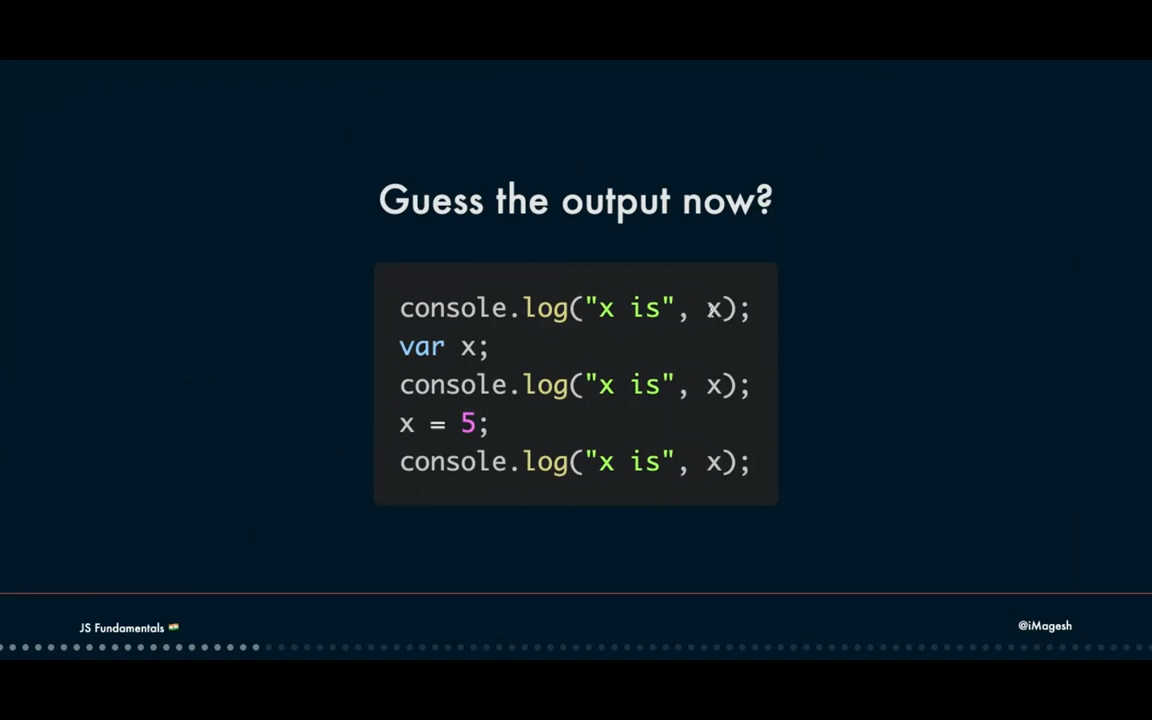 Guess the output now?
console.log("x is", x);
var x;
console.log("x is", x);
x = 5;
console.log("x is", x);
JS Fundamentals 🇮🇳
@iMagesh